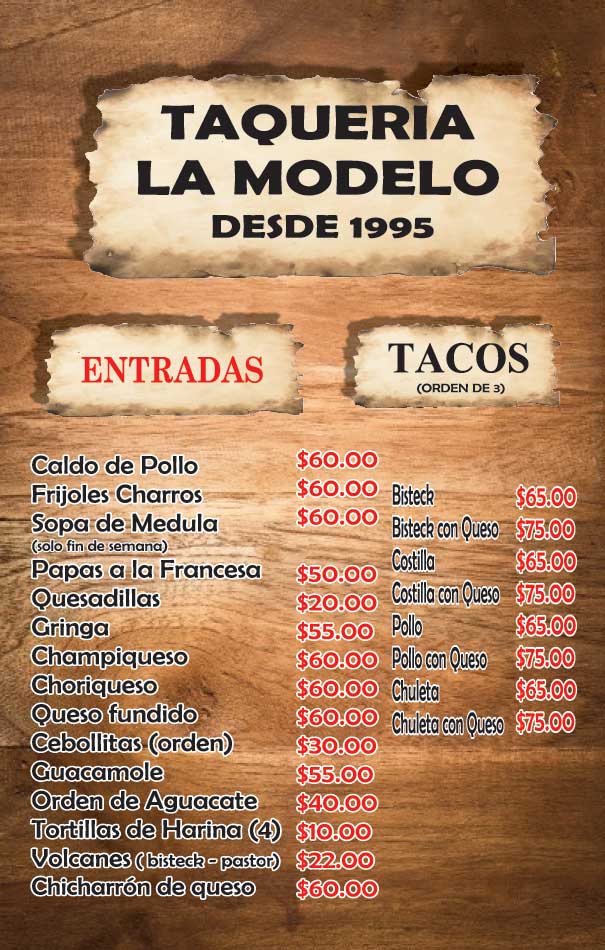 TAQUERIA
LA MODELO
DESDE 1995
ENTRADAS
Caldo de Pollo $60.00
Frijoles Charros $60.00
Sopa de Medula $60.00
(solo fin de semana)
Papas a la Francesa $50.00
Quesadillas $20.00
Gringa $55.00
Champiqueso $60.00
Choriqueso $60.00
Queso fundido $60.00
Cebollitas (orden) $30.00
Guacamole $55.00
Orden de Aguacate $40.00
Tortillas de Harina (4) $10.00
Volcanes ( bisteck - pastor) $22.00
Chicharrón de queso $60.00
TACOS
(ORDEN DE 3)
Bisteck $65.00
Bisteck con Queso $75.00
Costilla $65.00
Costilla con Queso $75.00
Pollo $65.00
Pollo con Queso $75.00
Chuleta $65.00
Chuleta con Queso $75.00